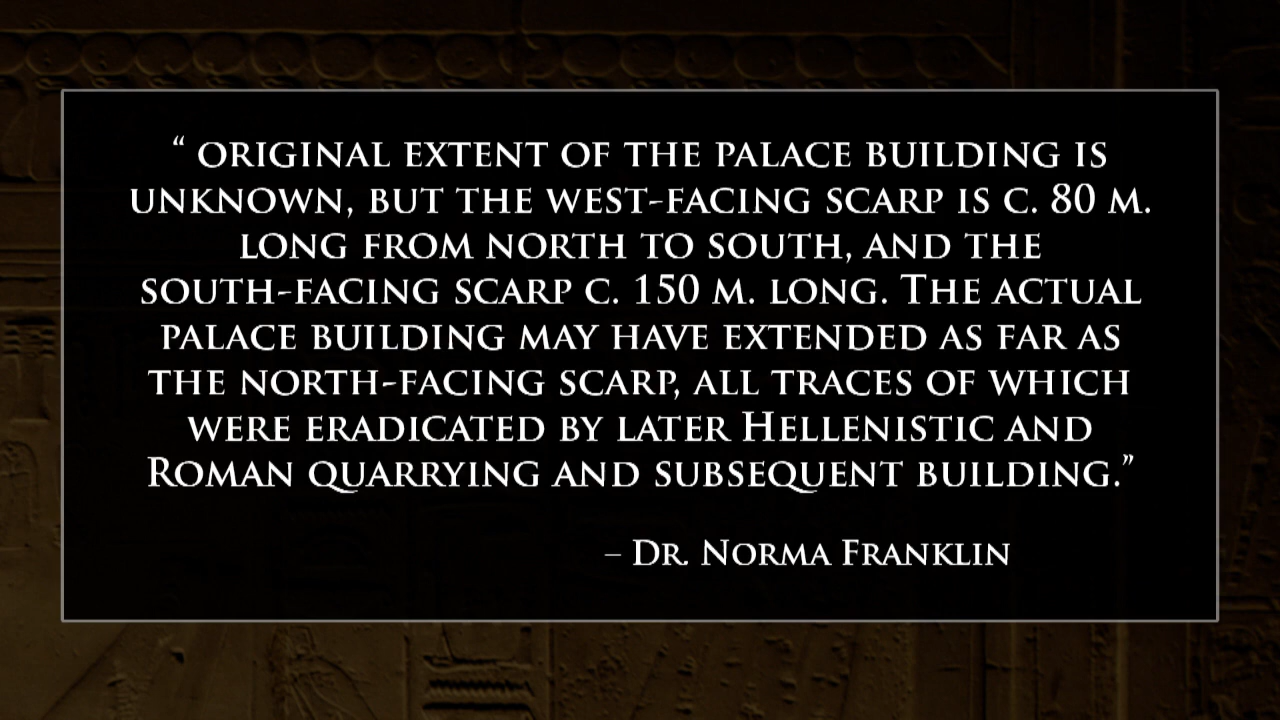 “ ORIGINAL EXTENT OF THE PALACE BUILDING IS
UNKNOWN, BUT THE WEST-FACING SCARP IS C. 80 M.
LONG FROM NORTH TO SOUTH, AND THE
SOUTH-FACING SCARP C. 150 M. LONG. THE ACTUAL
PALACE BUILDING MAY HAVE EXTENDED AS FAR AS
THE NORTH-FACING SCARP, ALL TRACES OF WHICH
WERE ERADICATED BY LATER HELLENISTIC AND
ROMAN QUARRYING AND SUBSEQUENT BUILDING.”
– DR. NORMA FRANKLIN